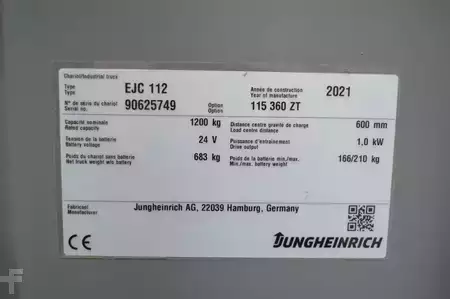 Chariot/Industrial truck
Type EJC 112 Année de construction 2021
Type Year of manufacture
N° de série du chariot 90625749 Option 115 360 ZT
Serial no. Option
Capacité nominale 1200 kg Distance centre gravité de charge 600 mm
Rated capacity Load centre distance
Tension de la batterie 24 V Puissance d'entraînement 1,0 kW
Battery voltage Drive output
Poids du chariot sans batterie 683 kg Poids de la batterie min./max. 166/210 kg
Net truck weight w/o battery Min./max. battery weight
Fabricant Jungheinrich AG, 22039 Hamburg, Germany
Manufacturer
CE JUNGHEINRICH
F